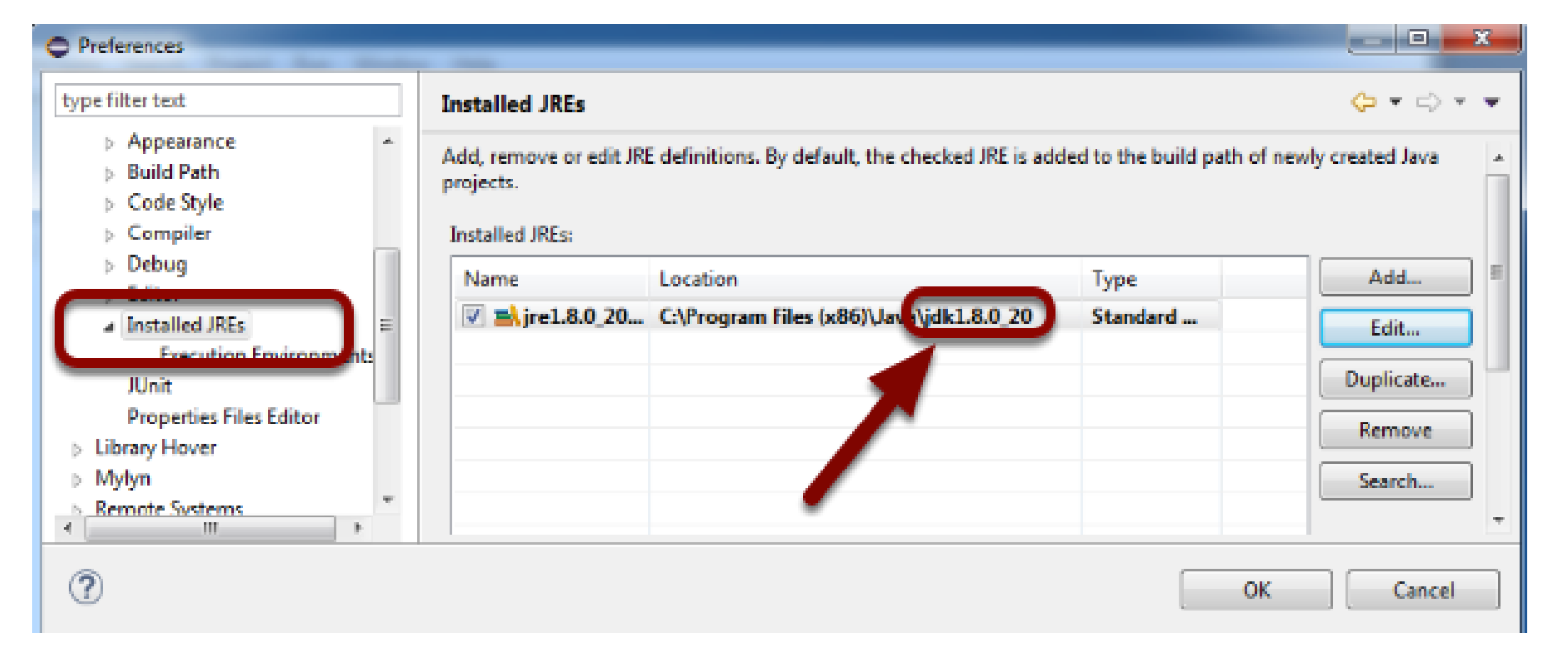 Preferences
type filter text
Appearance
Build Path
Code Style
Compiler
Debug
Editor
Installed JREs
Execution Environments
JUnit
Properties Files Editor
Library Hover
Mylyn
Remote Systems
Installed JREs
Add, remove or edit JRE definitions. By default, the checked JRE is added to the build path of newly created Java
projects.
Installed JREs:
Name Location Type
jre1.8.0_20... C:\Program Files (x86)\Java\jdk1.8.0_20 Standard ...
Add...
Edit...
Duplicate...
Remove
Search...
OK Cancel